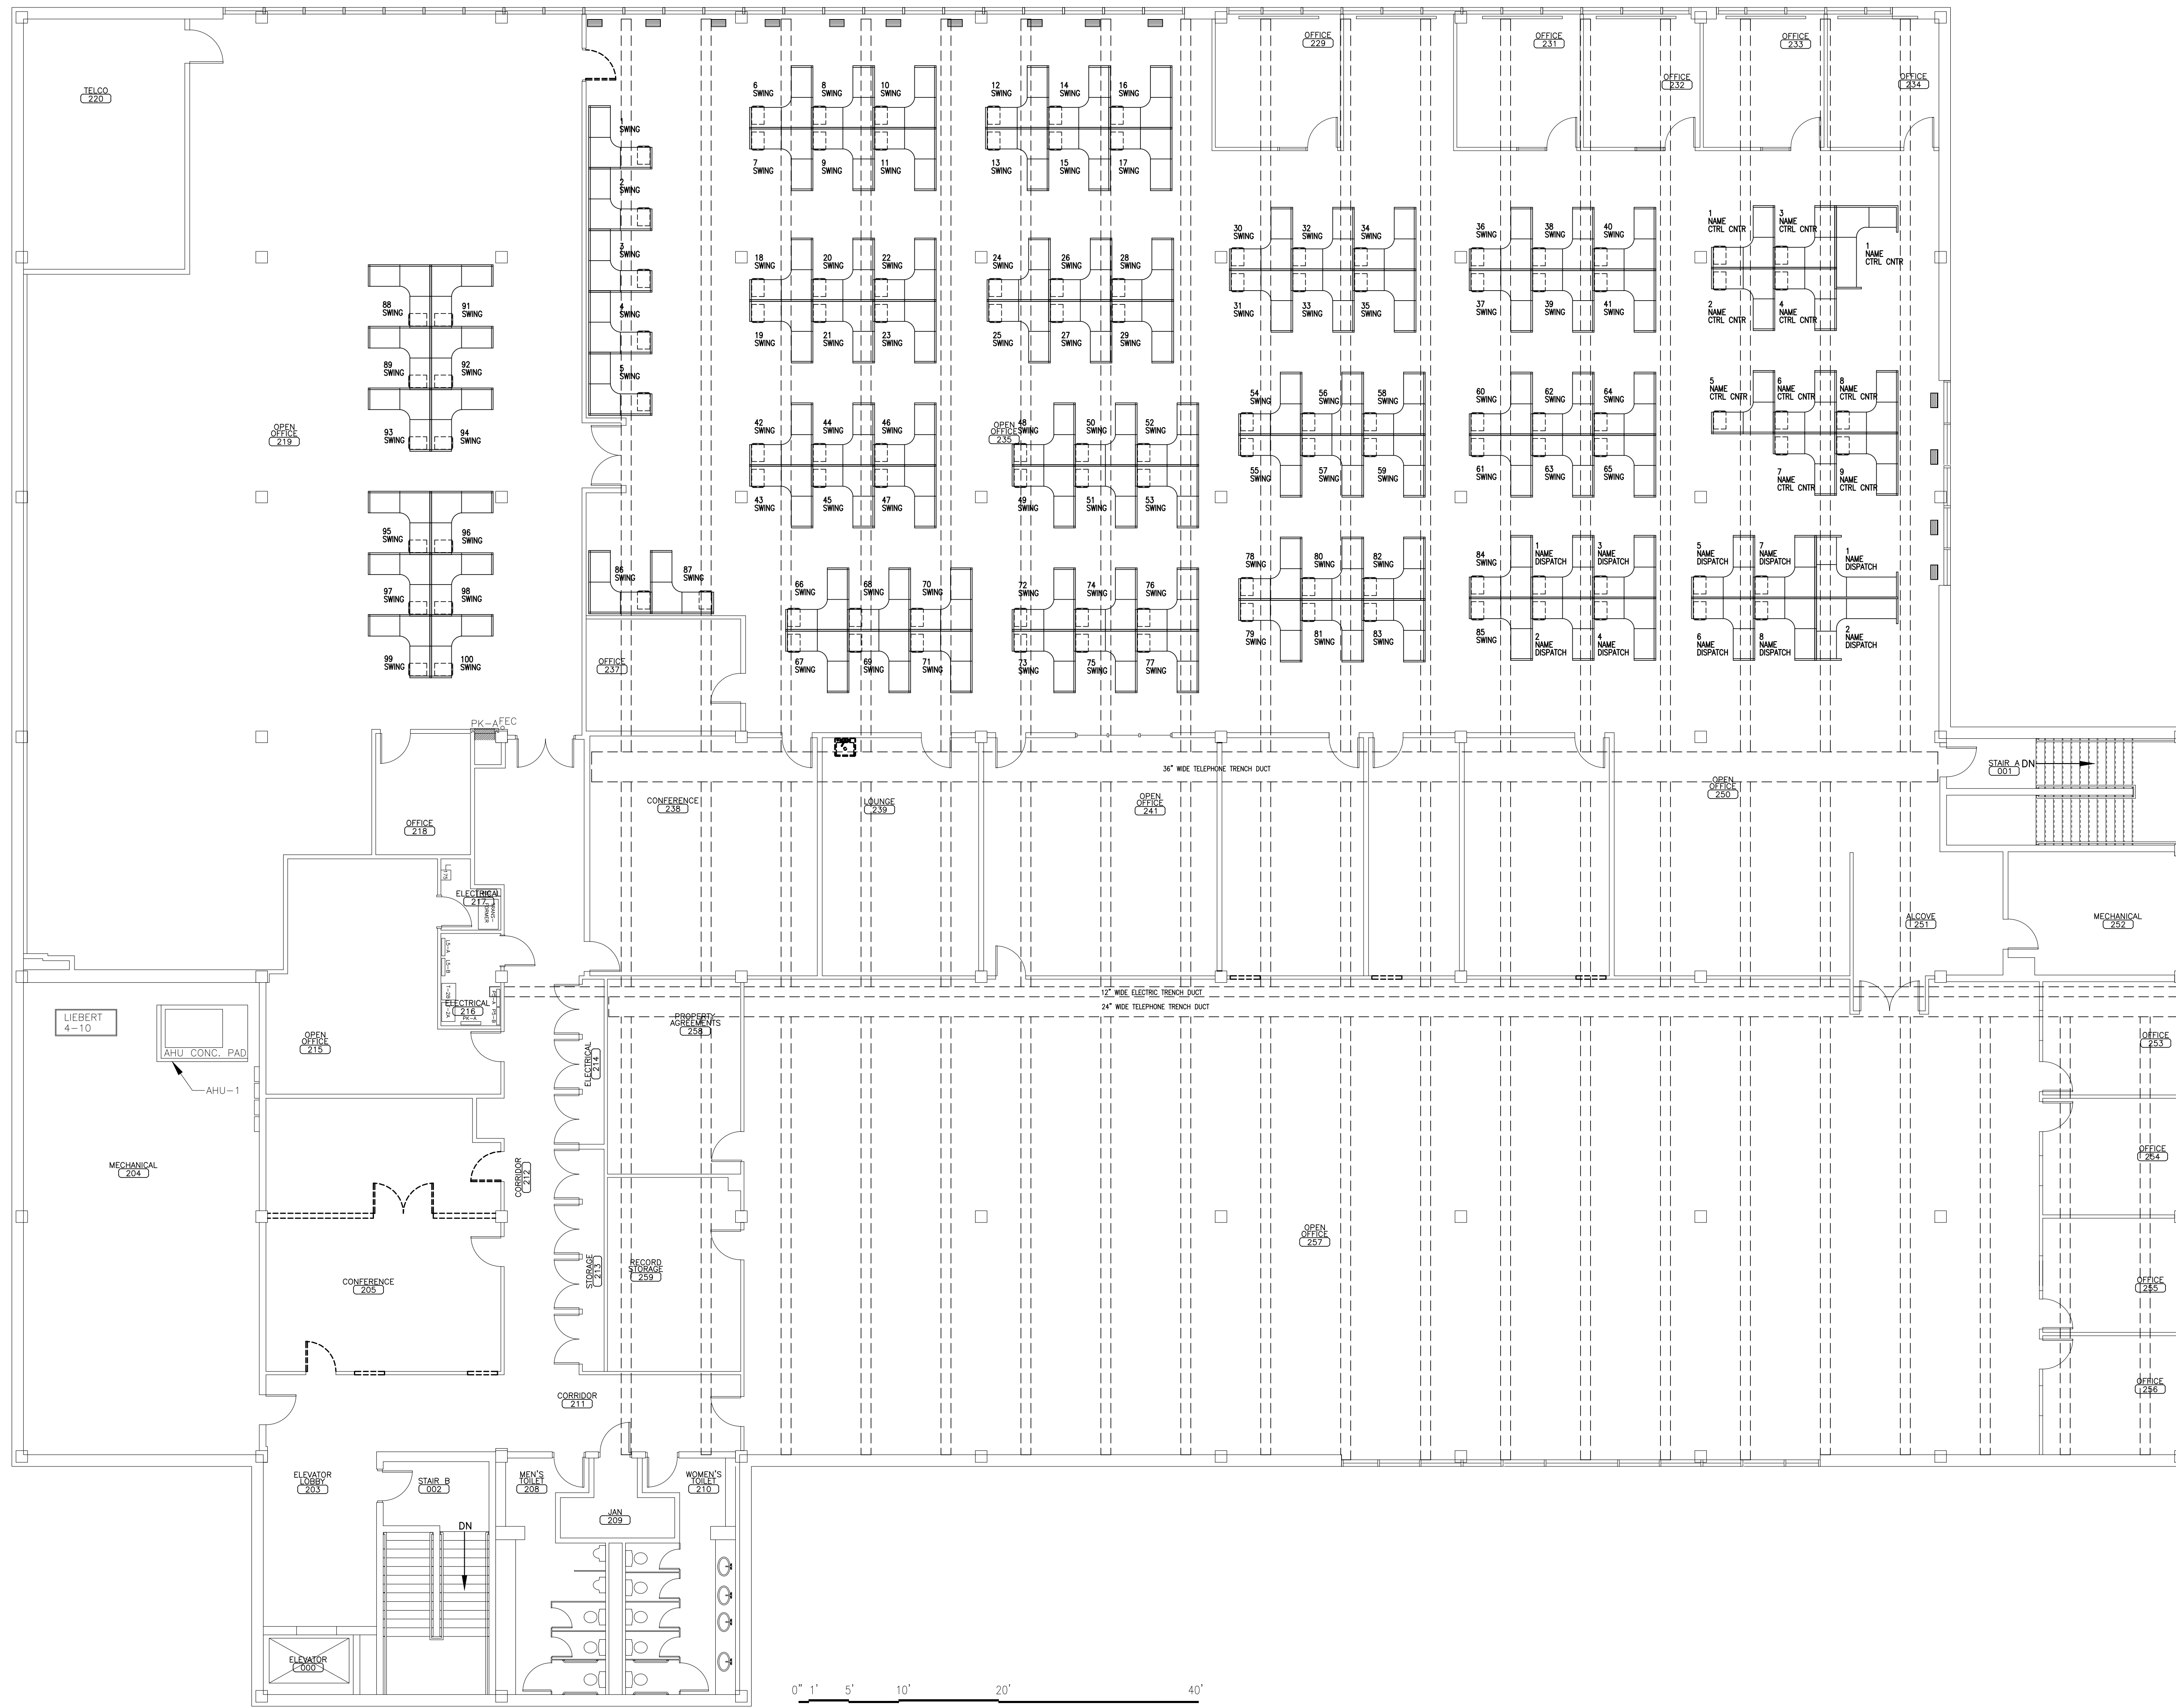 TELCO
220
OFFICE
229
OFFICE
231
OFFICE
232
OFFICE
233
OFFICE
234
1
SWING
2
SWING
3
SWING
4
SWING
5
SWING
6
SWING
8
SWING
10
SWING
7
SWING
9
SWING
11
SWING
12
SWING
14
SWING
16
SWING
13
SWING
15
SWING
17
SWING
18
SWING
20
SWING
22
SWING
19
SWING
21
SWING
23
SWING
24
SWING
26
SWING
28
SWING
25
SWING
27
SWING
29
SWING
30
SWING
32
SWING
34
SWING
31
SWING
33
SWING
35
SWING
36
SWING
38
SWING
40
SWING
37
SWING
39
SWING
41
SWING
1
NAME
CTRL CNTR
3
NAME
CTRL CNTR
1
NAME
CTRL CNTR
2
NAME
CTRL CNTR
4
NAME
CTRL CNTR
88
SWING
91
SWING
89
SWING
92
SWING
93
SWING
94
SWING
OPEN
OFFICE
219
95
SWING
96
SWING
97
SWING
98
SWING
99
SWING
100
SWING
42
SWING
44
SWING
46
SWING
43
SWING
45
SWING
47
SWING
OPEN
OFFICE
235
48
SWING
50
SWING
52
SWING
49
SWING
51
SWING
53
SWING
54
SWING
56
SWING
58
SWING
55
SWING
57
SWING
59
SWING
60
SWING
62
SWING
64
SWING
61
SWING
63
SWING
65
SWING
5
NAME
CTRL CNTR
6
NAME
CTRL CNTR
8
NAME
CTRL CNTR
7
NAME
CTRL CNTR
9
NAME
CTRL CNTR
86
SWING
87
SWING
66
SWING
68
SWING
70
SWING
67
SWING
69
SWING
71
SWING
72
SWING
74
SWING
76
SWING
73
SWING
75
SWING
77
SWING
78
SWING
80
SWING
82
SWING
79
SWING
81
SWING
83
SWING
84
SWING
1
NAME
DISPATCH
3
NAME
DISPATCH
85
SWING
2
NAME
DISPATCH
4
NAME
DISPATCH
5
NAME
DISPATCH
7
NAME
DISPATCH
1
NAME
DISPATCH
6
NAME
DISPATCH
8
NAME
DISPATCH
2
NAME
DISPATCH
OFFICE
237
PK-A
FEC
36" WIDE TELEPHONE TRENCH DUCT
STAIR A
001
DN
OFFICE
218
CONFERENCE
238
LOUNGE
239
OPEN
OFFICE
241
OPEN
OFFICE
250
ELECTRICAL
217
TRANS-
FORMER
ALCOVE
251
MECHANICAL
252
LS-A
LS-B
ELECTRICAL
216
PK-A
PS-B
12" WIDE ELECTRIC TRENCH DUCT
24" WIDE TELEPHONE TRENCH DUCT
LIEBERT
4-10
AHU CONC. PAD
AHU-1
OPEN
OFFICE
215
PROPERTY
AGREEMENTS
258
ELECTRICAL
214
OFFICE
253
MECHANICAL
204
CORRIDOR
212
OFFICE
254
OPEN
OFFICE
257
STORAGE
213
RECORD
STORAGE
259
CONFERENCE
205
OFFICE
255
OFFICE
256
CORRIDOR
211
ELEVATOR
LOBBY
203
STAIR B
002
DN
MEN'S
TOILET
208
WOMEN'S
TOILET
210
JAN
209
ELEVATOR
000
0" 1' 5' 10' 20' 40'